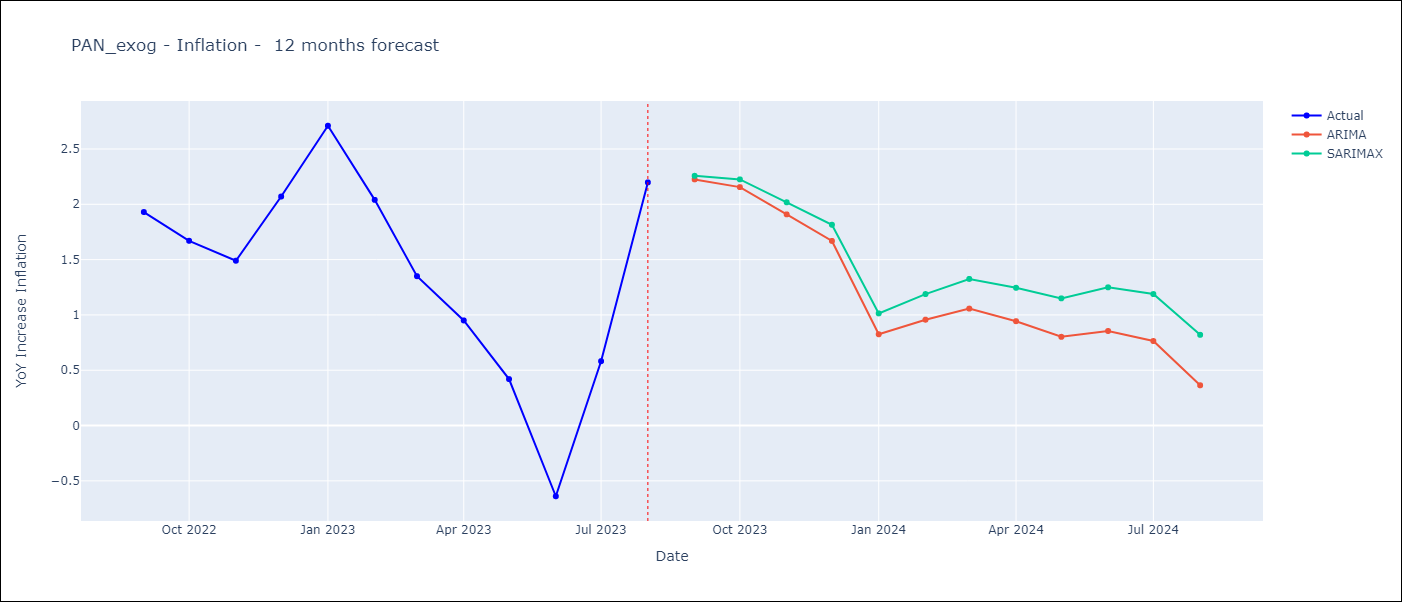 PAN_exog - Inflation -  12 months forecast
Actual
ARIMA
SARIMAX
YoY Increase Inflation
2.5
2
1.5
1
0.5
0
−0.5
Oct 2022
Jan 2023
Apr 2023
Jul 2023
Oct 2023
Jan 2024
Apr 2024
Jul 2024
Date